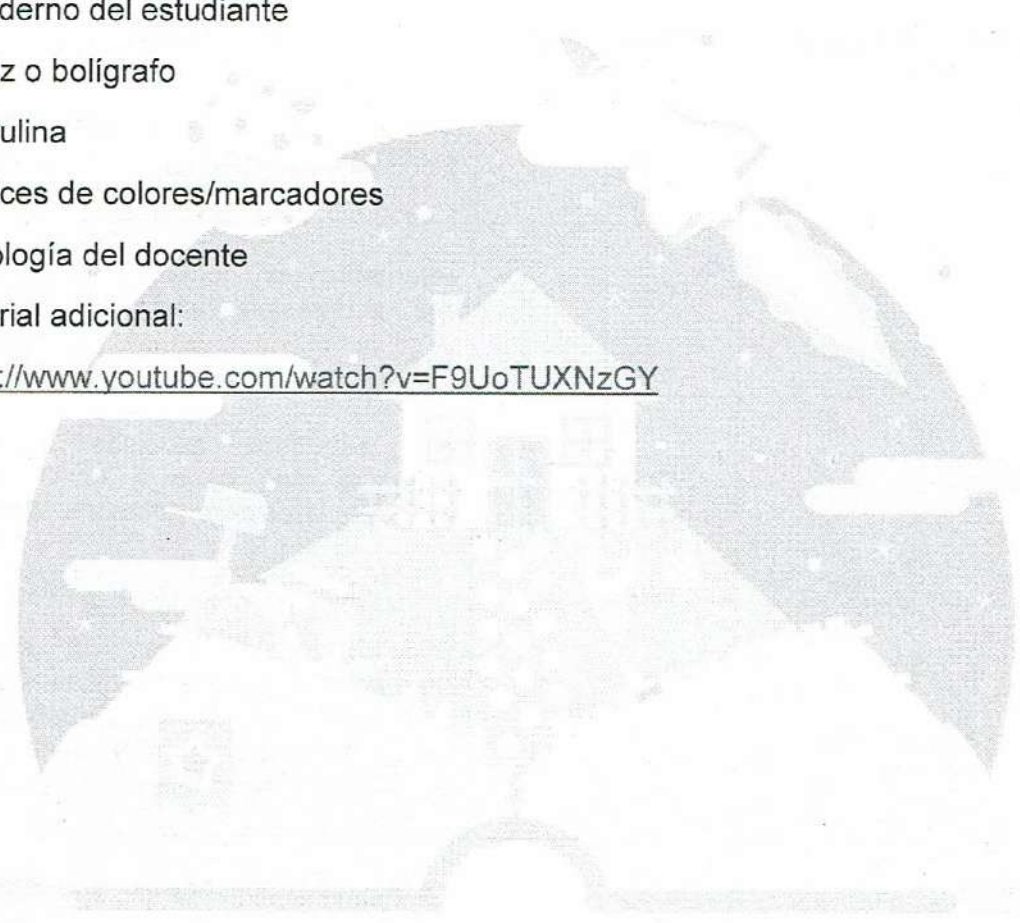 derno del estudiante
z o bolígrafo
ulina
ces de colores/marcadores
ología del docente
rial adicional:
://www.youtube.com/watch?v=F9UoTUXNzGY